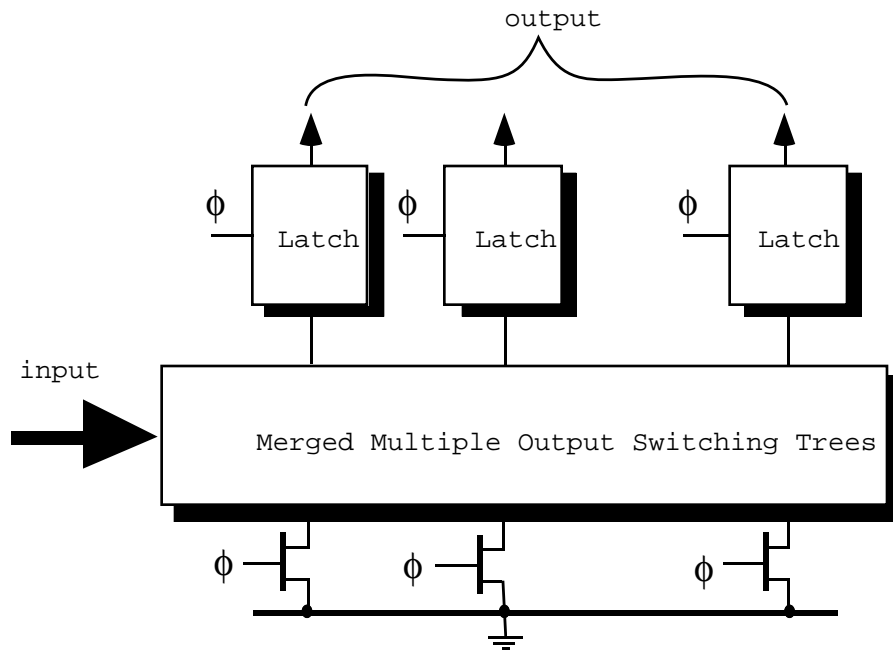 output
ϕ Latch ϕ Latch ϕ Latch
input
Merged Multiple Output Switching Trees
ϕ ϕ ϕ